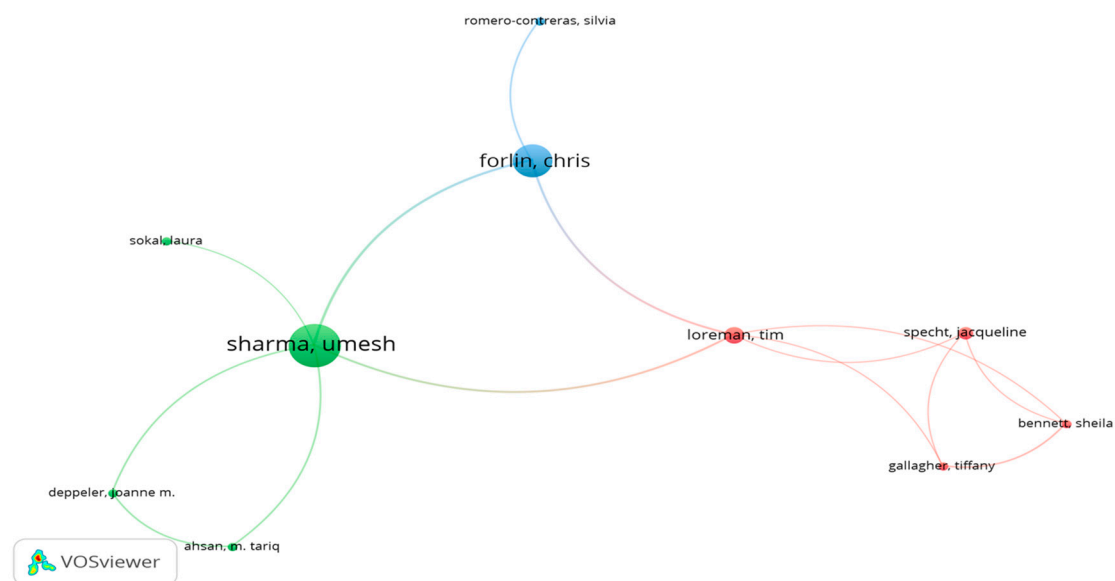 romero-contreras, silvia
forlin, chris
sokal, laura
sharma, umesh
loreman, tim
specht, jacqueline
bennett, sheila
gallagher, tiffany
deppeler, joanne m.
ahsan, m. tariq
VOSviewer